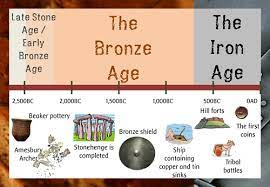 Late Stone
Age /
Early
Bronze
Age
The
Bronze
Age
The
Iron
Age
2,500BC
2,000BC
1,500BC
1,000BC
500BC
0AD
Beaker pottery
Amesbury
Archer
Stonehenge is
completed
Bronze shield
Ship
containing
copper and tin
sinks
Hill forts
The first
coins
Tribal
battles